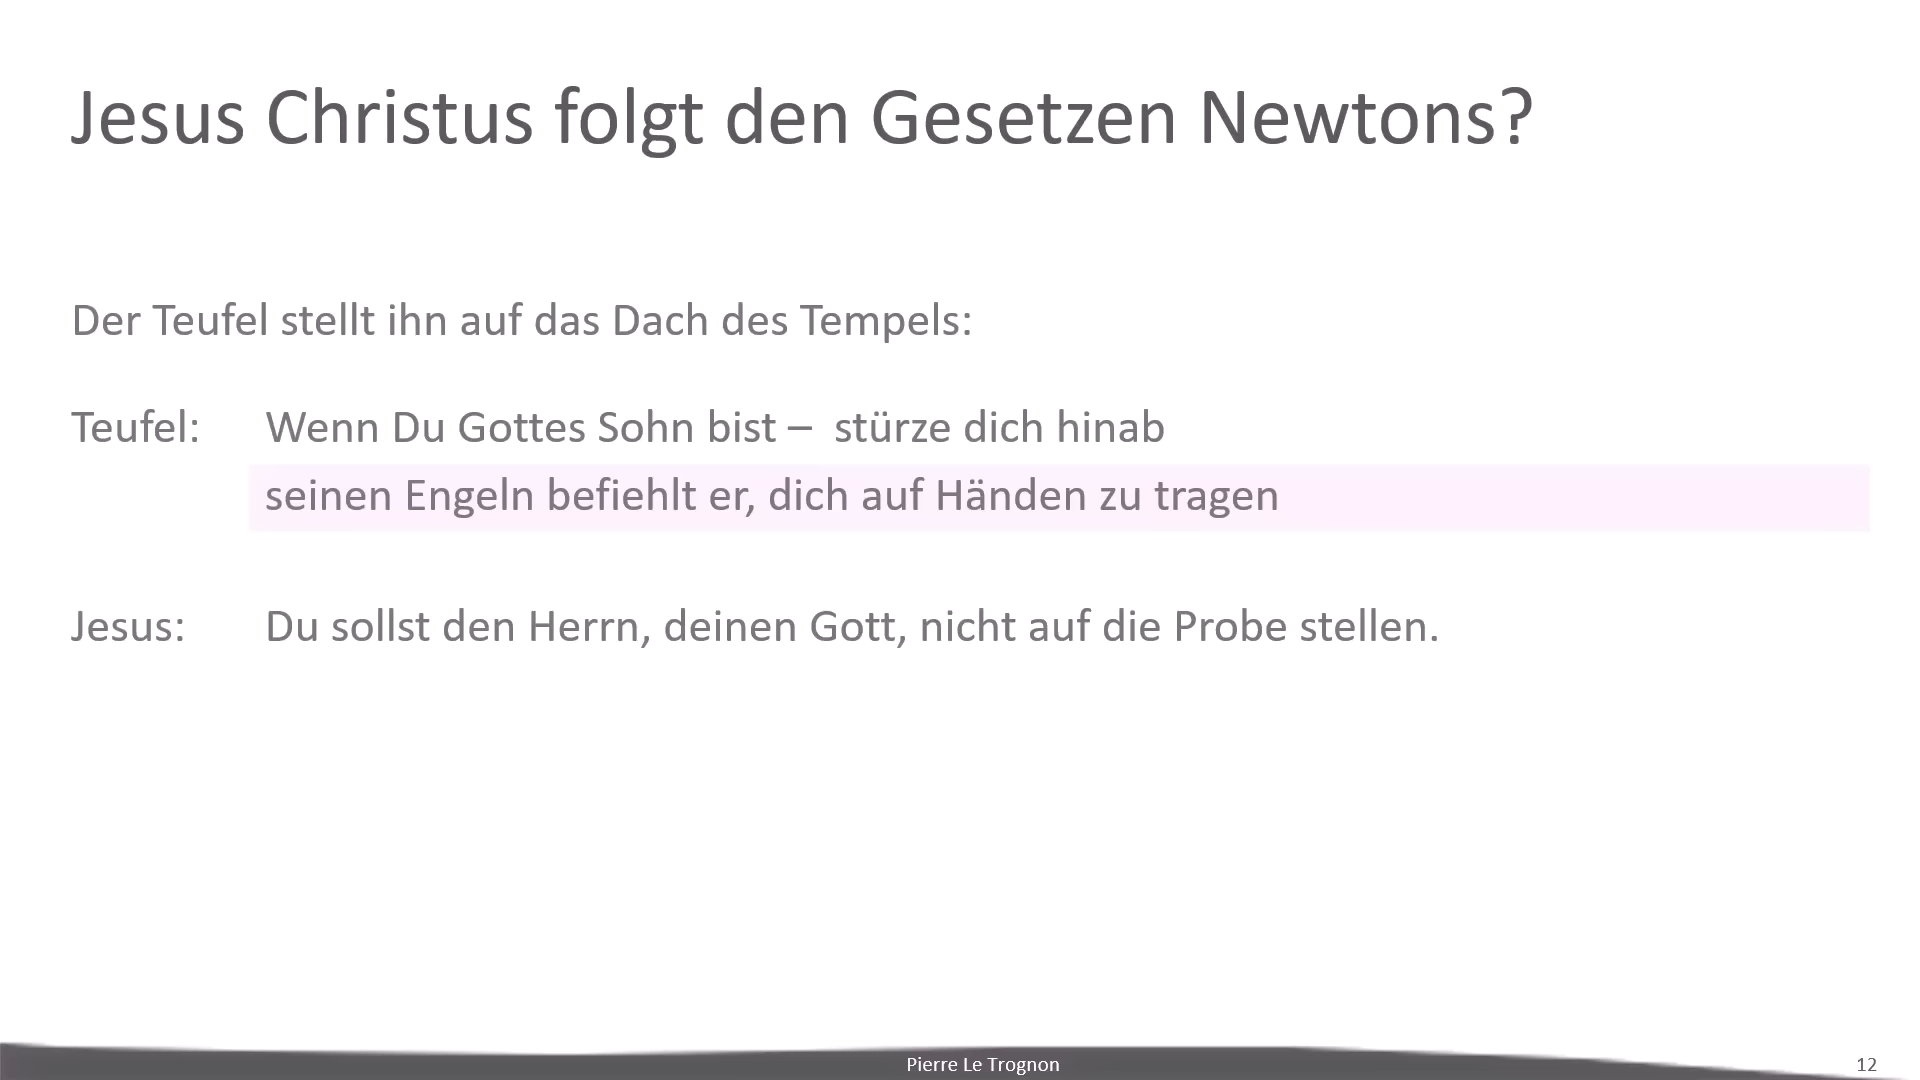 Jesus Christus folgt den Gesetzen Newtons?
Der Teufel stellt ihn auf das Dach des Tempels:
Teufel: Wenn Du Gottes Sohn bist – stürze dich hinab
seinen Engeln befiehlt er, dich auf Händen zu tragen
Jesus: Du sollst den Herrn, deinen Gott, nicht auf die Probe stellen.
Pierre Le Trognon
12